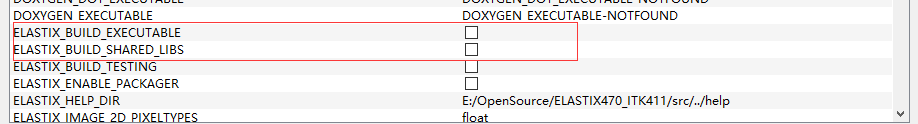 DOXYGEN_DOT_EXECUTABLE DOXYGEN_DOT_EXECUTABLE-NOTFOUND
DOXYGEN_EXECUTABLE DOXYGEN_EXECUTABLE-NOTFOUND
ELASTIX_BUILD_EXECUTABLE
ELASTIX_BUILD_SHARED_LIBS
ELASTIX_BUILD_TESTING
ELASTIX_ENABLE_PACKAGER
ELASTIX_HELP_DIR E:/OpenSource/ELASTIX470_ITK411/src/../help
ELASTIX_IMAGE_2D_PIXELTYPES float